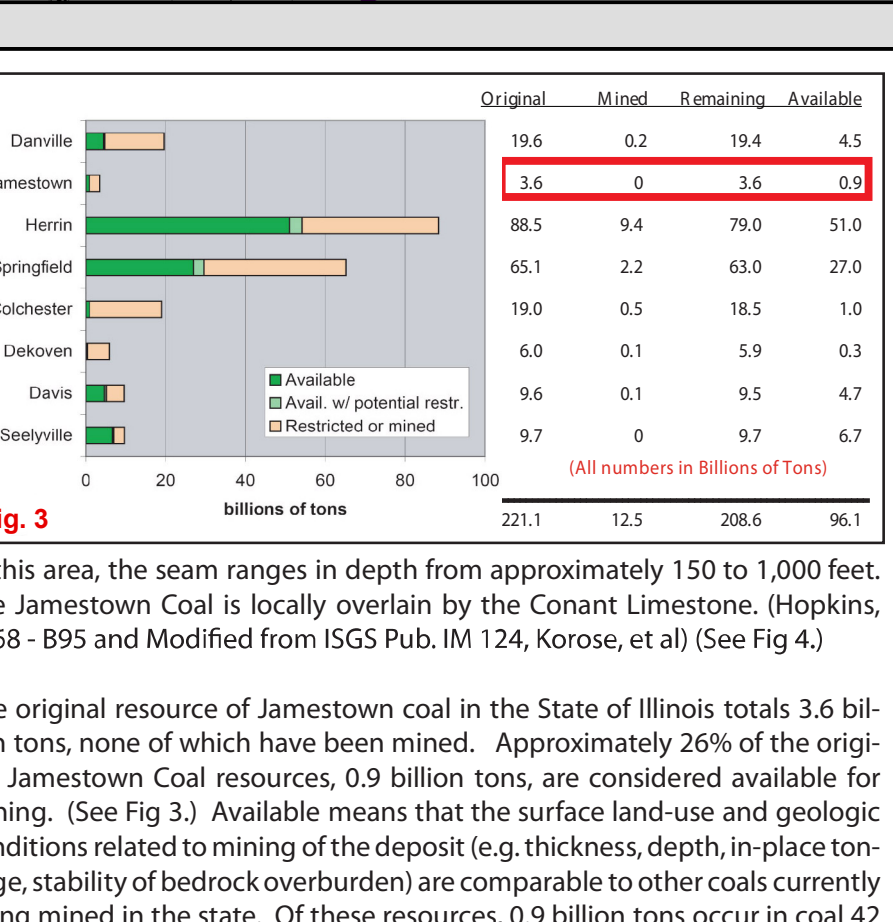 Original Mined Remaining Available
Danville 19.6 0.2 19.4 4.5
amestown 3.6 0 3.6 0.9
Herrin 88.5 9.4 79.0 51.0
Springfield 65.1 2.2 63.0 27.0
Colchester 19.0 0.5 18.5 1.0
Dekoven 6.0 0.1 5.9 0.3
Davis 9.6 0.1 9.5 4.7
Seelyville 9.7 0 9.7 6.7
Available
Avail. w/ potential restr.
Restricted or mined
0 20 40 60 80 100
(All numbers in Billions of Tons)
billions of tons
ig. 3
221.1 12.5 208.6 96.1
this area, the seam ranges in depth from approximately 150 to 1,000 feet.
e Jamestown Coal is locally overlain by the Conant Limestone. (Hopkins,
68 - B95 and Modified from ISGS Pub. IM 124, Korose, et al) (See Fig 4.)
e original resource of Jamestown coal in the State of Illinois totals 3.6 bil-
n tons, none of which have been mined. Approximately 26% of the origi-
Jamestown Coal resources, 0.9 billion tons, are considered available for
ning. (See Fig 3.) Available means that the surface land-use and geologic
nditions related to mining of the deposit (e.g. thickness, depth, in-place ton-
ge, stability of bedrock overburden) are comparable to other coals currently
ng mined in the state. Of these resources, 0.9 billion tons occur in coal 42